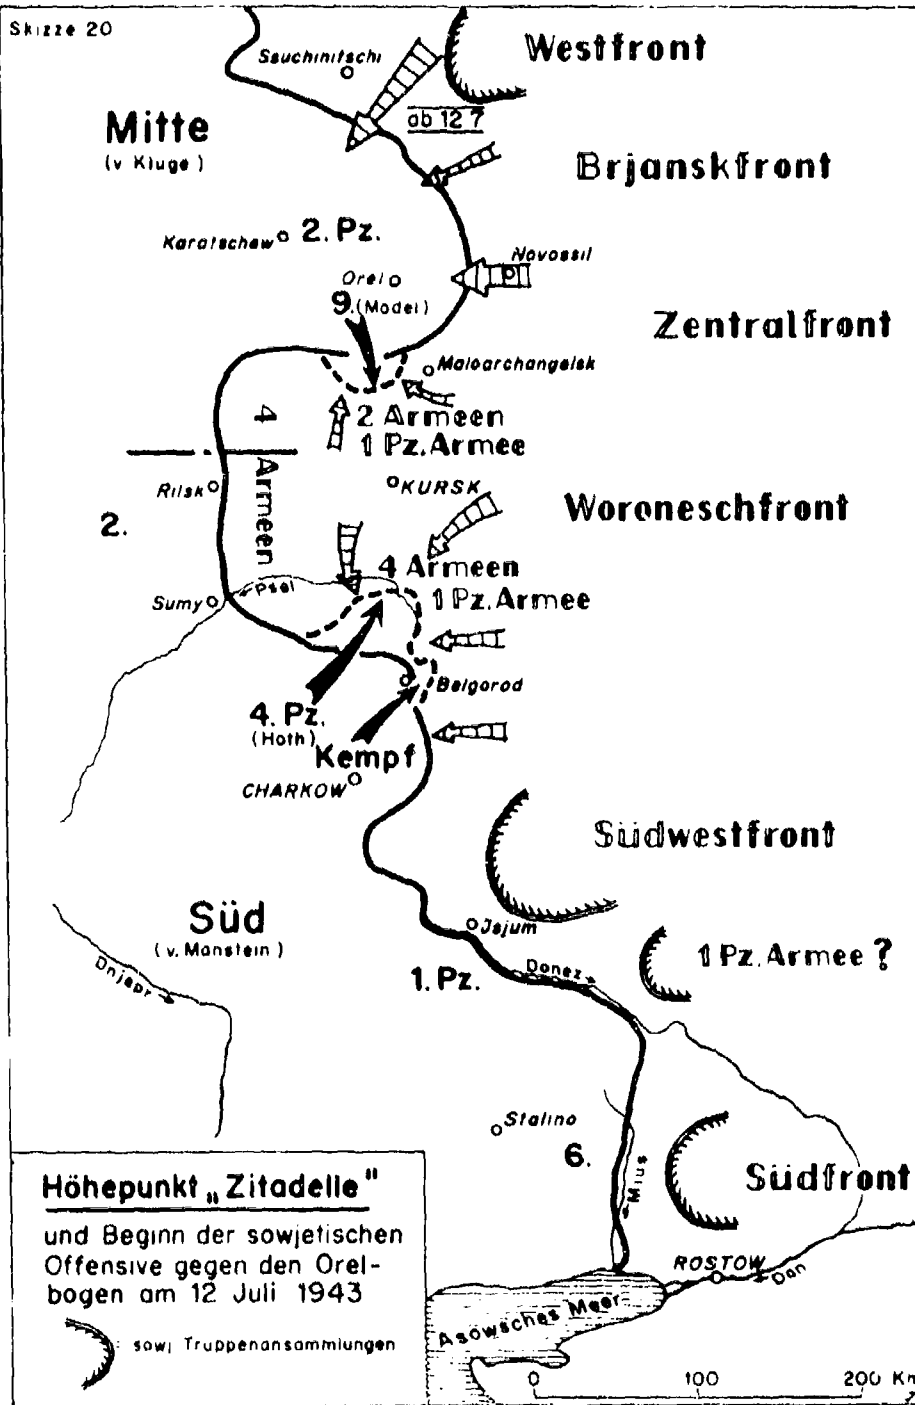 Skizze 20
Westfront
Ssuchinitschi
ab 12 7
Mitte
(v Kluge)
Brjanskfront
Karatschew
2. Pz.
Novossil
Orel
9. (Model)
Zentralfront
Maloarchangelsk
4 Armeen
2 Armeen
1 Pz. Armee
Rilsk
KURSK
2.
Woroneschfront
4 Armeen
1 Pz. Armee
Psel
Sumy
Belgorod
4. Pz.
(Hoth)
Kempf
CHARKOW
Südwestfront
Süd
(v. Manstein)
Isjum
1 Pz. Armee ?
Dnjepr
1. Pz.
Donez
Stalino
6.
Mius
Südfront
ROSTOW
Don
Asowsches Meer
Höhepunkt „Zitadelle"
und Beginn der sowjetischen
Offensive gegen den Orel-
bogen am 12 Juli 1943
sowj Truppenansammlungen
0 100 200 Km